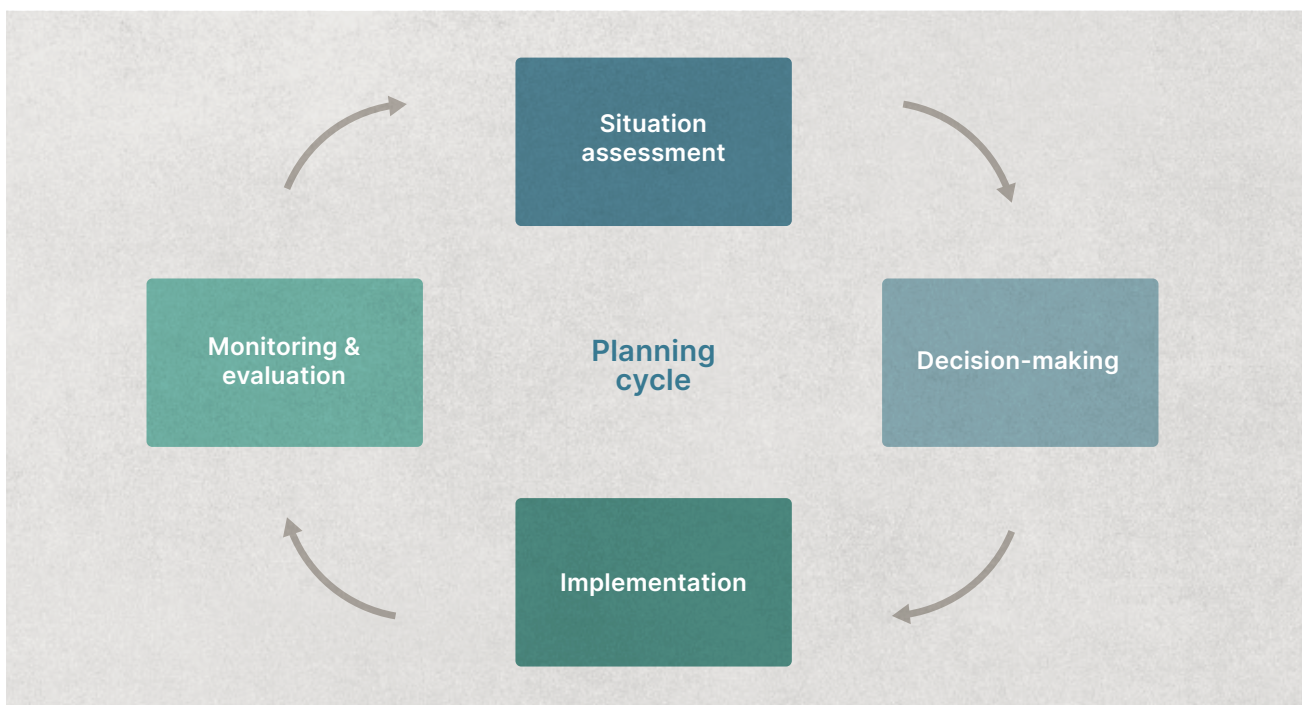 Situation
assessment
Monitoring &
evaluation
Planning
cycle
Decision-making
Implementation